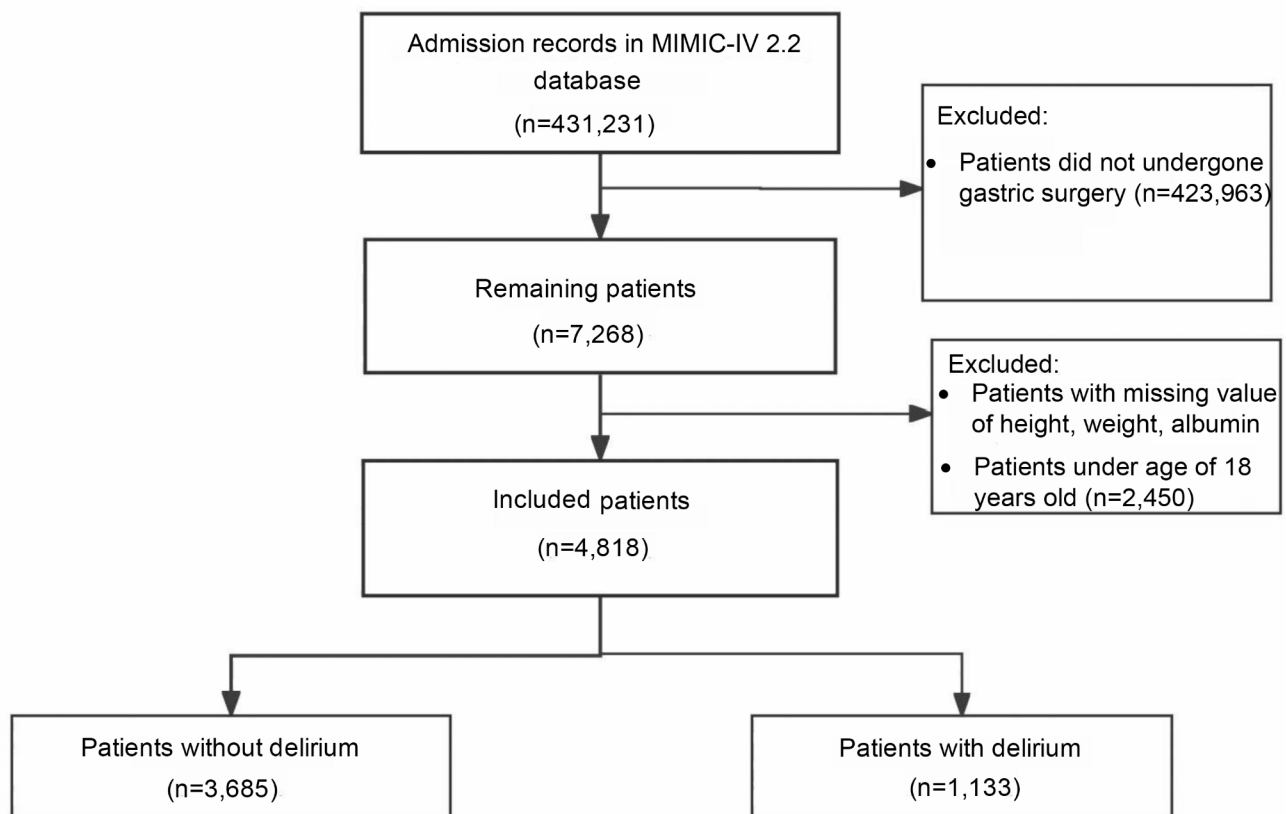 Admission records in MIMIC-IV 2.2
database
(n=431,231)
Excluded:
• Patients did not undergone
gastric surgery (n=423,963)
Remaining patients
(n=7,268)
Excluded:
• Patients with missing value
of height, weight, albumin
• Patients under age of 18
years old (n=2,450)
Included patients
(n=4,818)
Patients without delirium
(n=3,685)
Patients with delirium
(n=1,133)